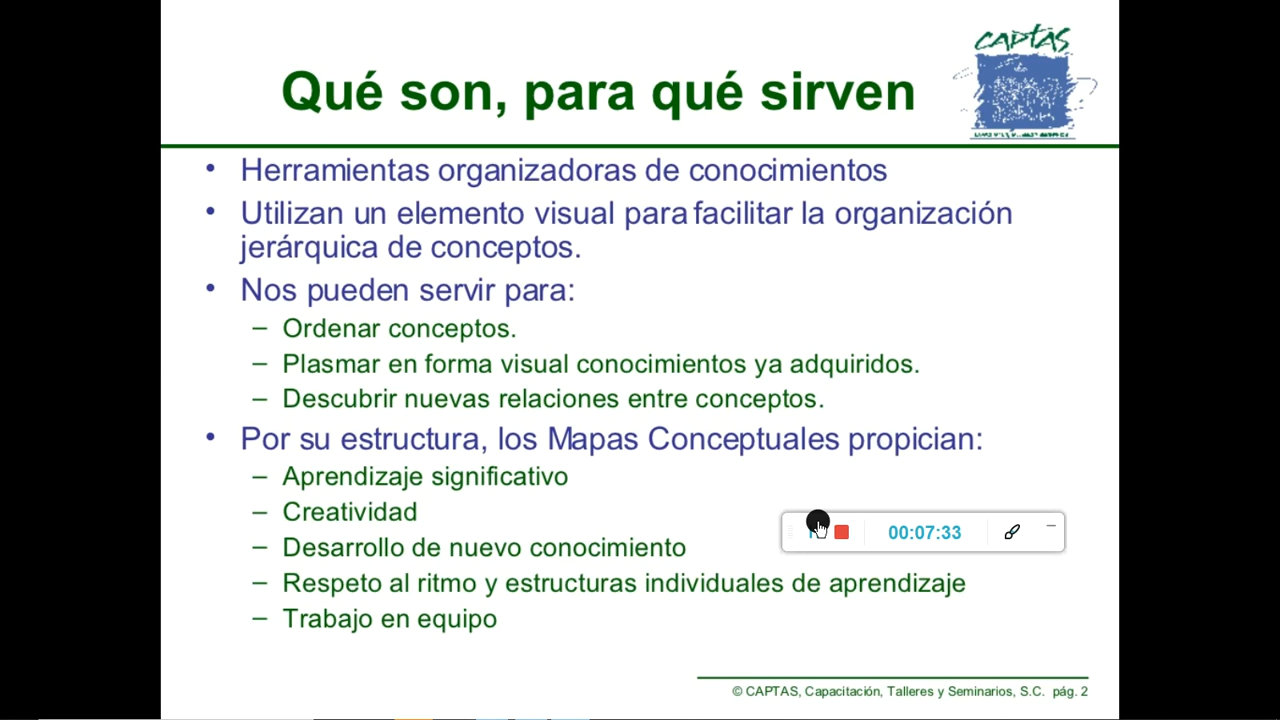 CAPTAS
Qué son, para qué sirven
• Herramientas organizadoras de conocimientos
• Utilizan un elemento visual para facilitar la organización
jerárquica de conceptos.
• Nos pueden servir para:
– Ordenar conceptos.
– Plasmar en forma visual conocimientos ya adquiridos.
– Descubrir nuevas relaciones entre conceptos.
• Por su estructura, los Mapas Conceptuales propician:
– Aprendizaje significativo
– Creatividad
– Desarrollo de nuevo conocimiento
00:07:33
– Respeto al ritmo y estructuras individuales de aprendizaje
– Trabajo en equipo
© CAPTAS, Capacitación, Talleres y Seminarios, S.C. pág. 2